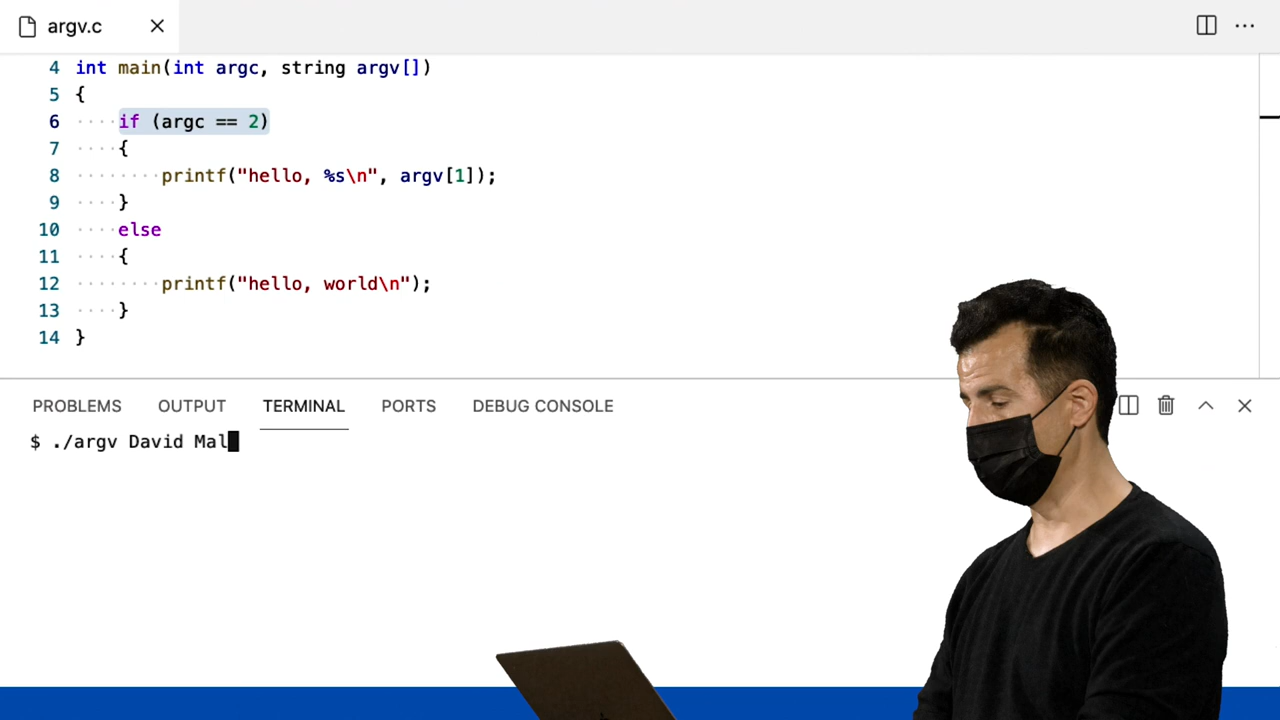 argv.c
4 int main(int argc, string argv[])
5 {
6 ····if (argc == 2)
7 ····{
8 ········printf("hello, %s\n", argv[1]);
9 ····}
10 ····else
11 ····{
12 ········printf("hello, world\n");
13 ····}
14 }
PROBLEMS OUTPUT TERMINAL PORTS DEBUG CONSOLE
$ ./argv David Mal